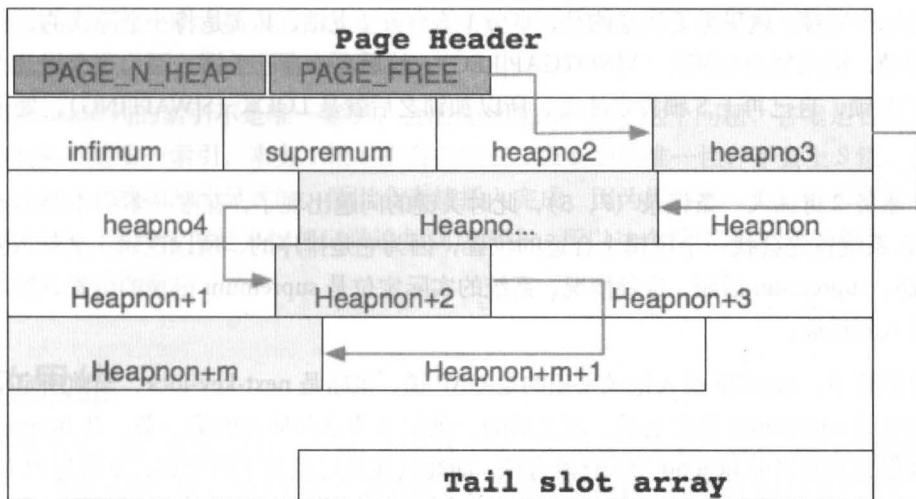 Page Header
PAGE_N_HEAP PAGE_FREE
infimum supremum heapno2 heapno3
heapno4 Heapno... Heapnon
Heapnon+1 Heapnon+2 Heapnon+3
Heapnon+m Heapnon+m+1
Tail slot array